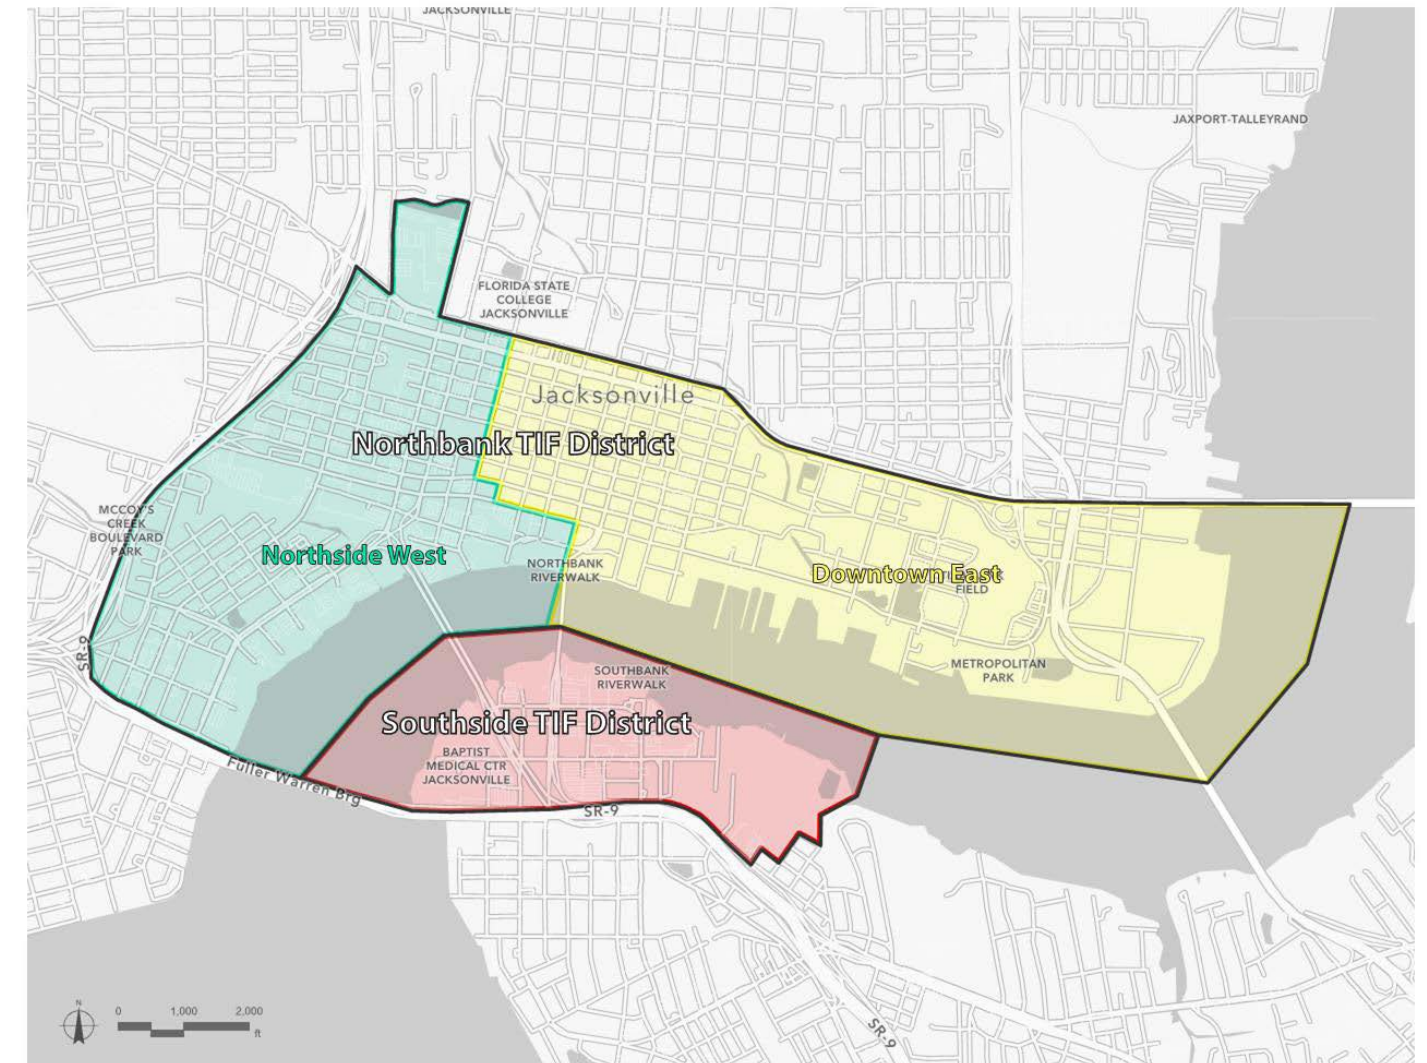 JACKSONVILLE
JAXPORT-TALLEYRAND
FLORIDA STATE
COLLEGE
JACKSONVILLE
Jacksonville
Northbank TIF District
MCCOY'S
CREEK
BOULEVARD
PARK
Northside West
NORTHBANK
RIVERWALK
Downtown East
FIELD
SR-9
METROPOLITAN
PARK
SOUTHBANK
RIVERWALK
Southside TIF District
BAPTIST
MEDICAL CTR
JACKSONVILLE
Fuller Warren Brg
SR-9
N
0 1,000 2,000
ft
SR-9